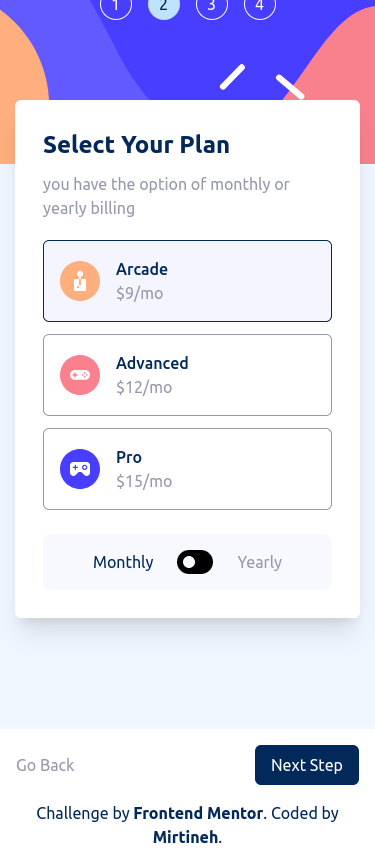 1 2 3 4
Select Your Plan
you have the option of monthly or
yearly billing
Arcade
$9/mo
Advanced
$12/mo
Pro
$15/mo
Monthly Yearly
Go Back Next Step
Challenge by Frontend Mentor. Coded by
Mirtineh.